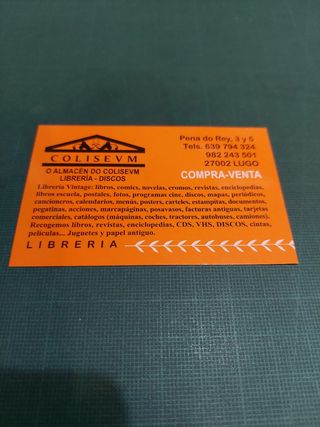 COLISEVM
O ALMACÉN DO COLISEVM
LIBRERÍA - DISCOS
Pena do Rey, 3 y 5
Tels. 639 794 324
982 243 501
27002 LUGO
COMPRA-VENTA
Librería Vintage: libros, comics, novelas, cromos, revistas, enciclopedias,
libros escuela, postales, fotos, programas cine, discos, mapas, periódicos,
cancioneros, calendarios, menús, posters, carteles, estampitas, documentos,
pegatinas, acciones, marcapáginas, posavasos, facturas antiguas, tarjetas
comerciales, catálogos (máquinas, coches, tractores, autobuses, camiones).
Recogemos libros, revistas, enciclopedias, CDS, VHS, DISCOS, cintas,
películas... Juguetes y papel antiguo.
LIBRERIA